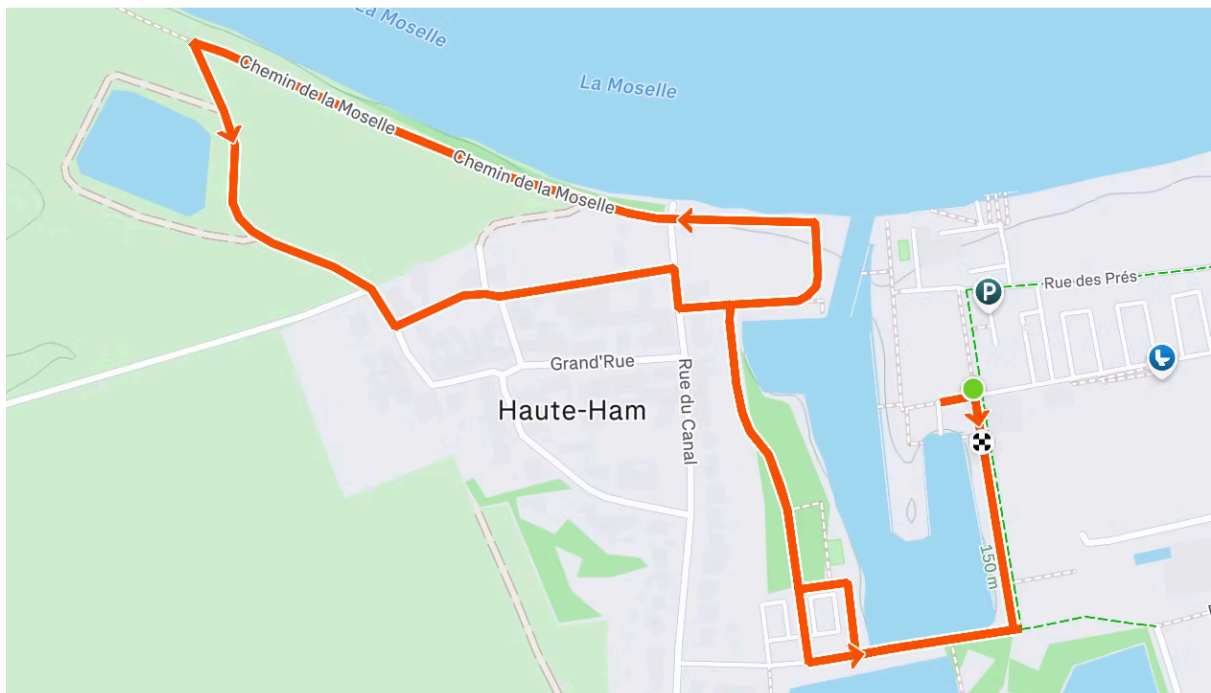 La Moselle
La Moselle
Chemin de la Moselle
Chemin de la Moselle
Rue des Prés
P
Grand'Rue
Haute-Ham
Rue du Canal
150 m